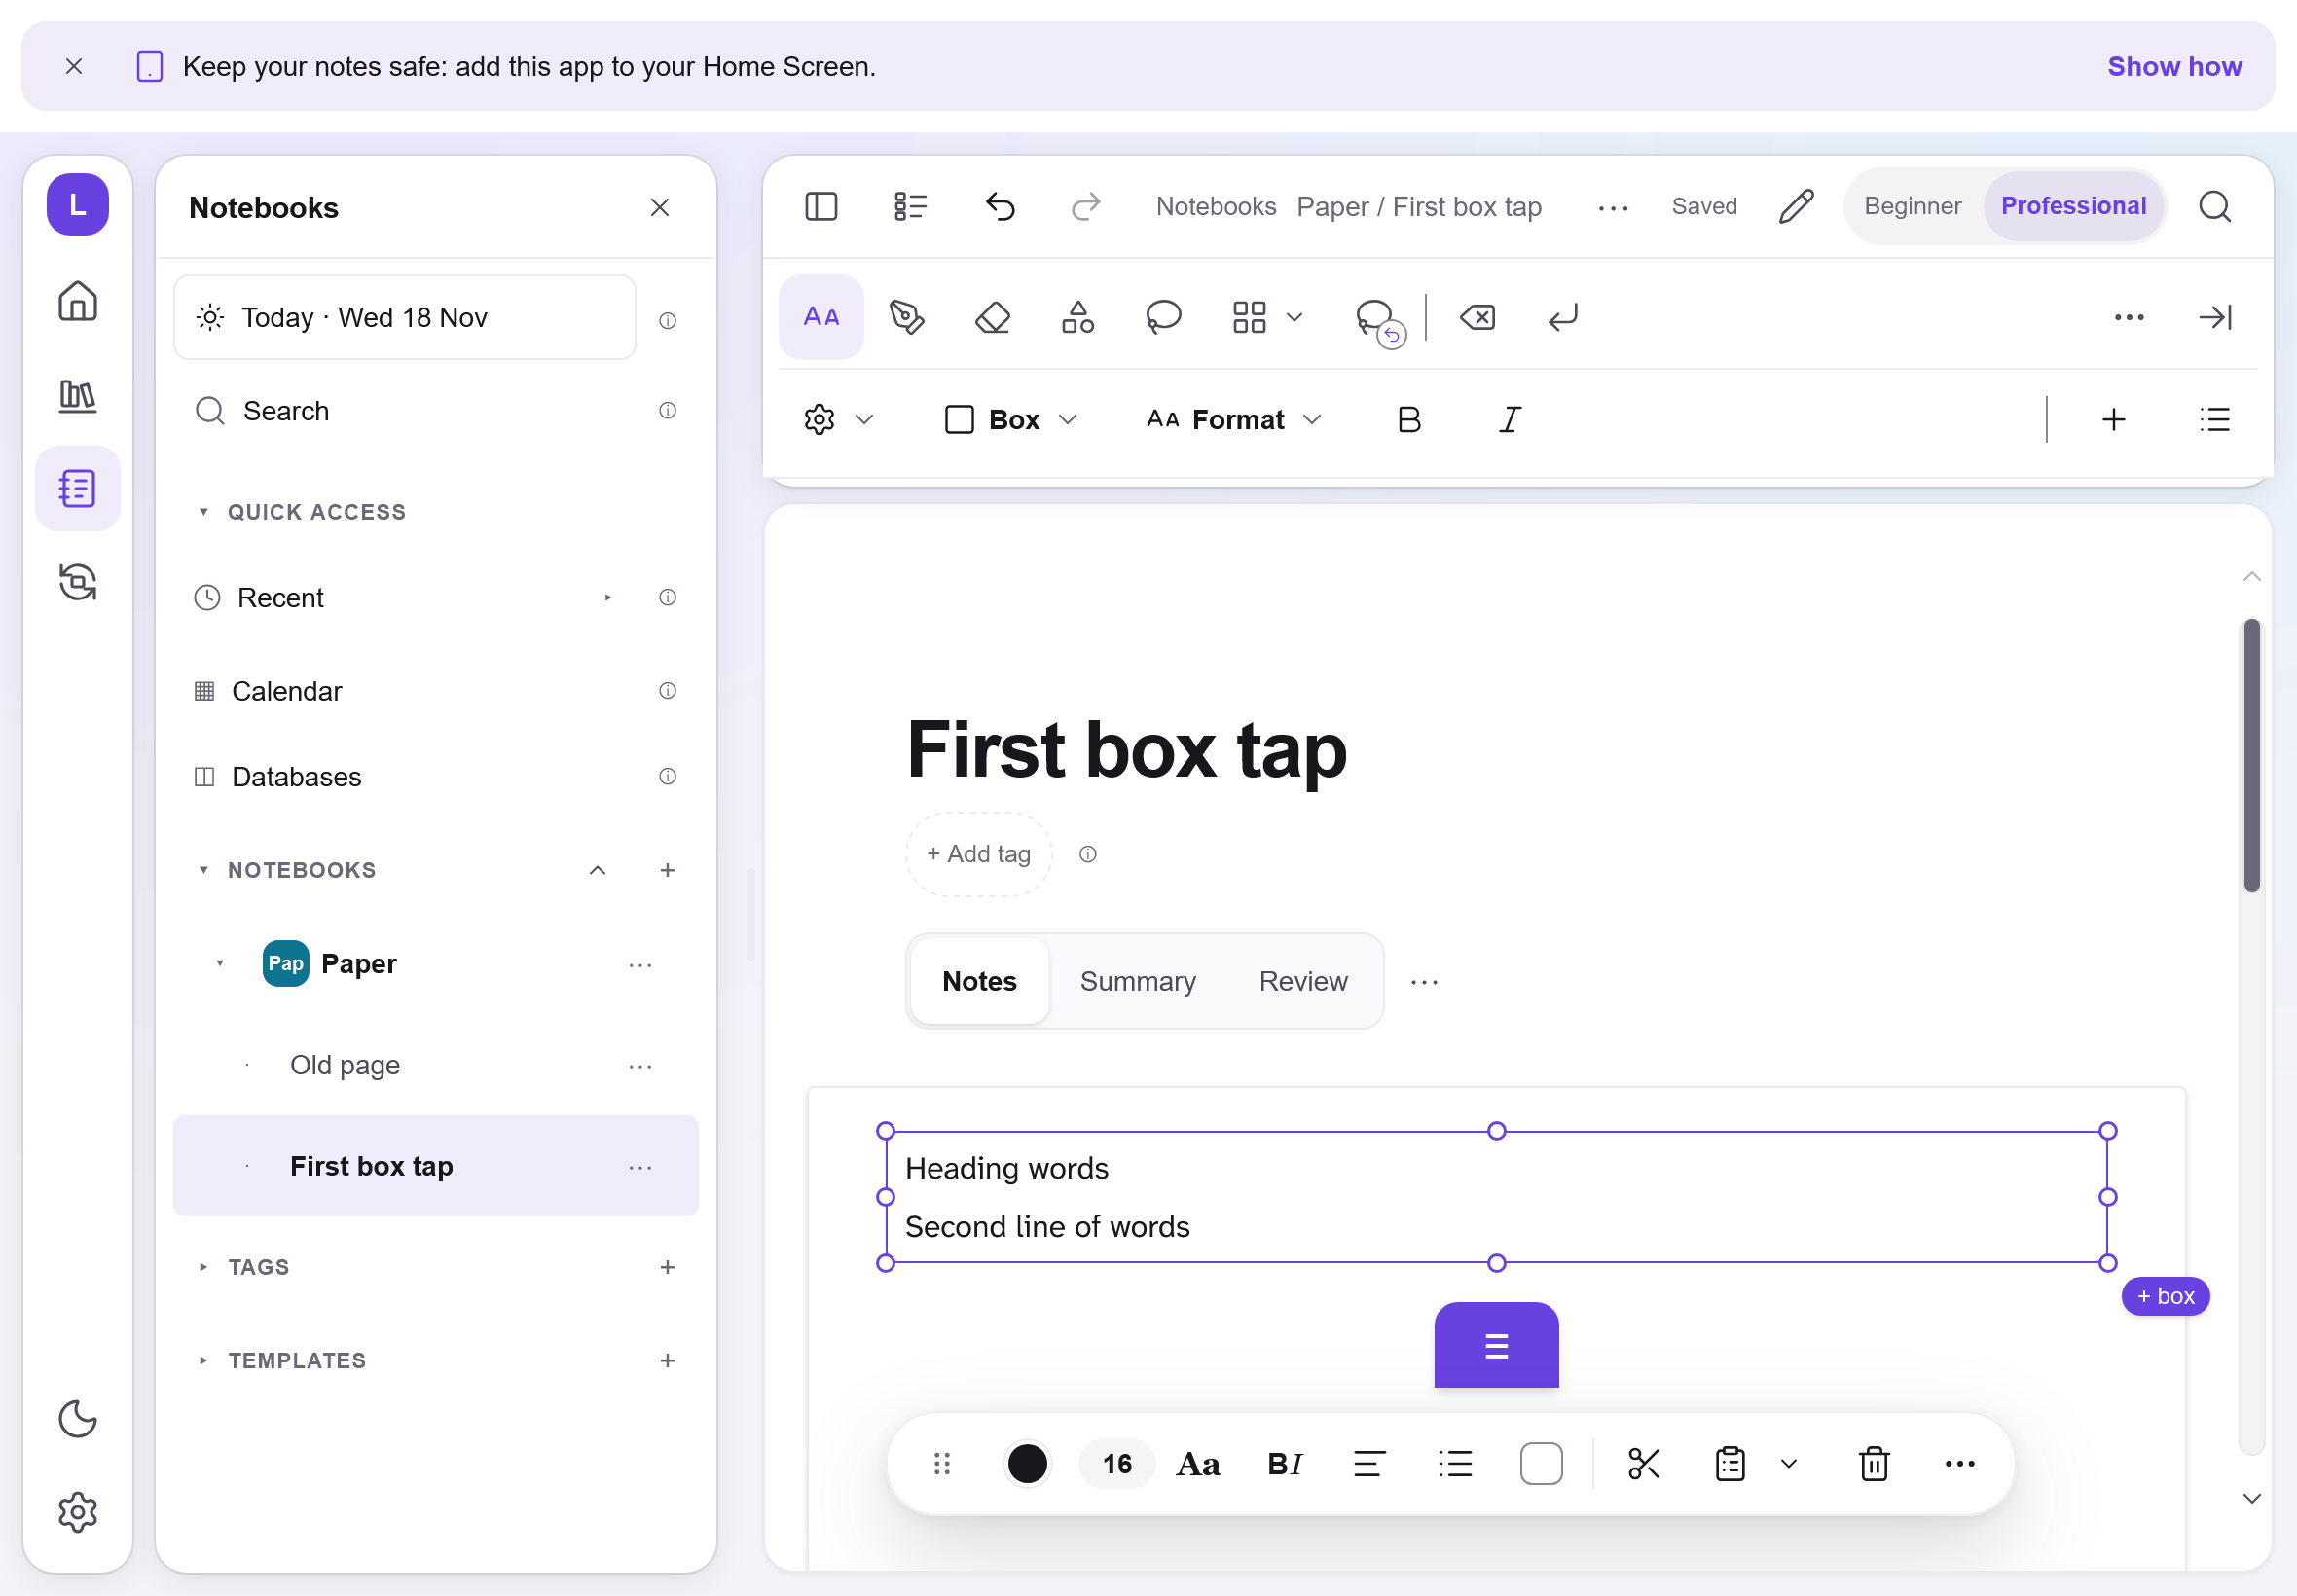 Keep your notes safe: add this app to your Home Screen.
Show how
L
Notebooks
Today · Wed 18 Nov
Search
QUICK ACCESS
Recent
Calendar
Databases
NOTEBOOKS
Pap Paper
Old page
First box tap
TAGS
TEMPLATES
Notebooks Paper / First box tap
Saved
Beginner Professional
AA
Box
AA Format
B I
First box tap
+ Add tag
Notes Summary Review
Heading words
Second line of words
+ box
16 Aa BI